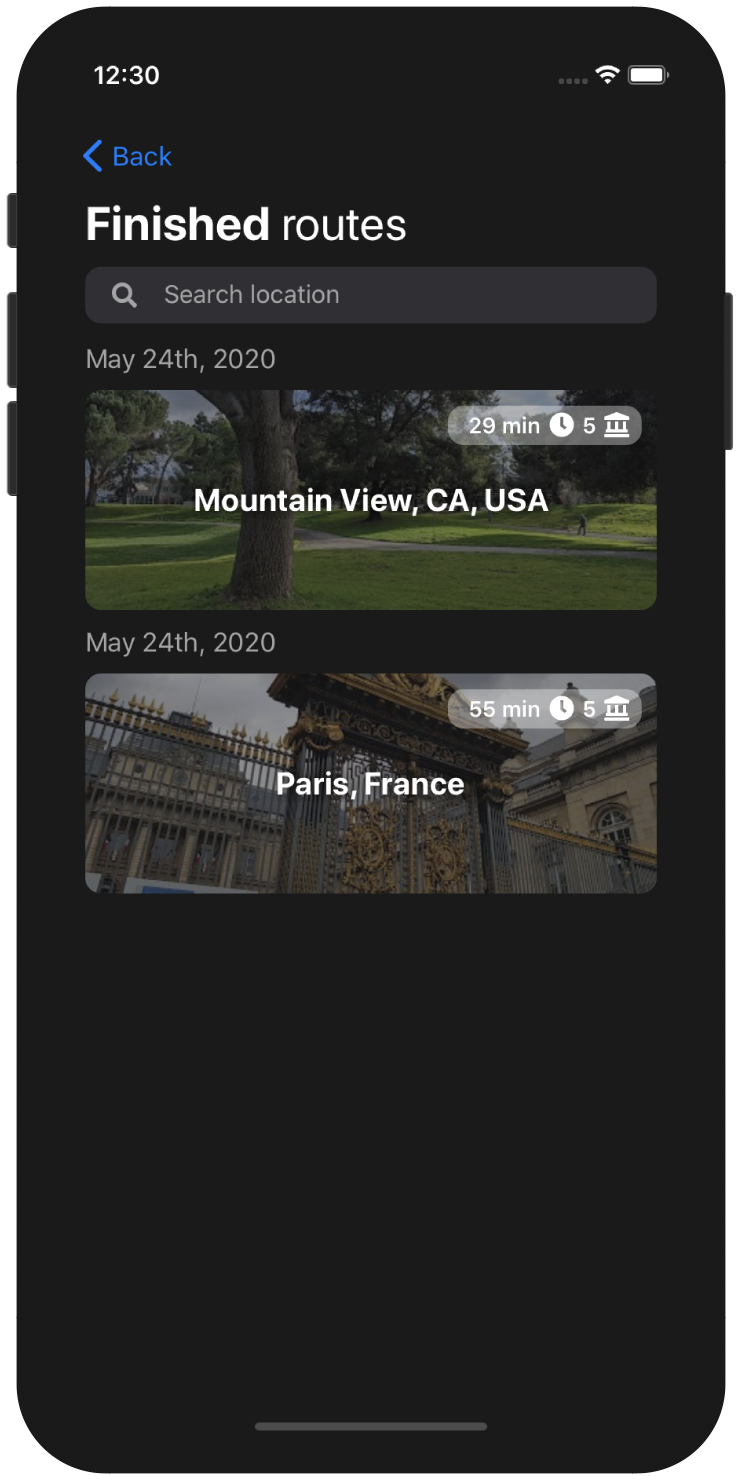 12:30
Back
Finished routes
Search location
May 24th, 2020
29 min 5
Mountain View, CA, USA
May 24th, 2020
55 min 5
Paris, France